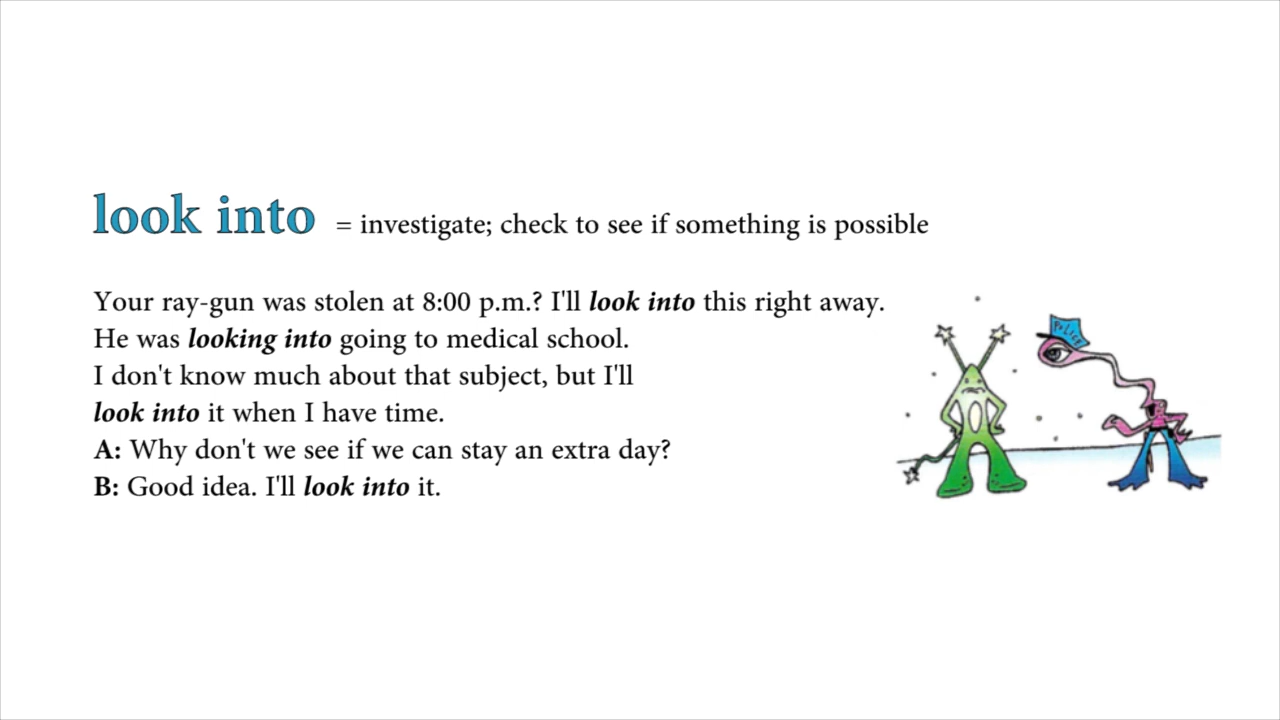 look into = investigate; check to see if something is possible
Your ray-gun was stolen at 8:00 p.m.? I'll look into this right away.
He was looking into going to medical school.
I don't know much about that subject, but I'll
look into it when I have time.
A: Why don't we see if we can stay an extra day?
B: Good idea. I'll look into it.
POLICE